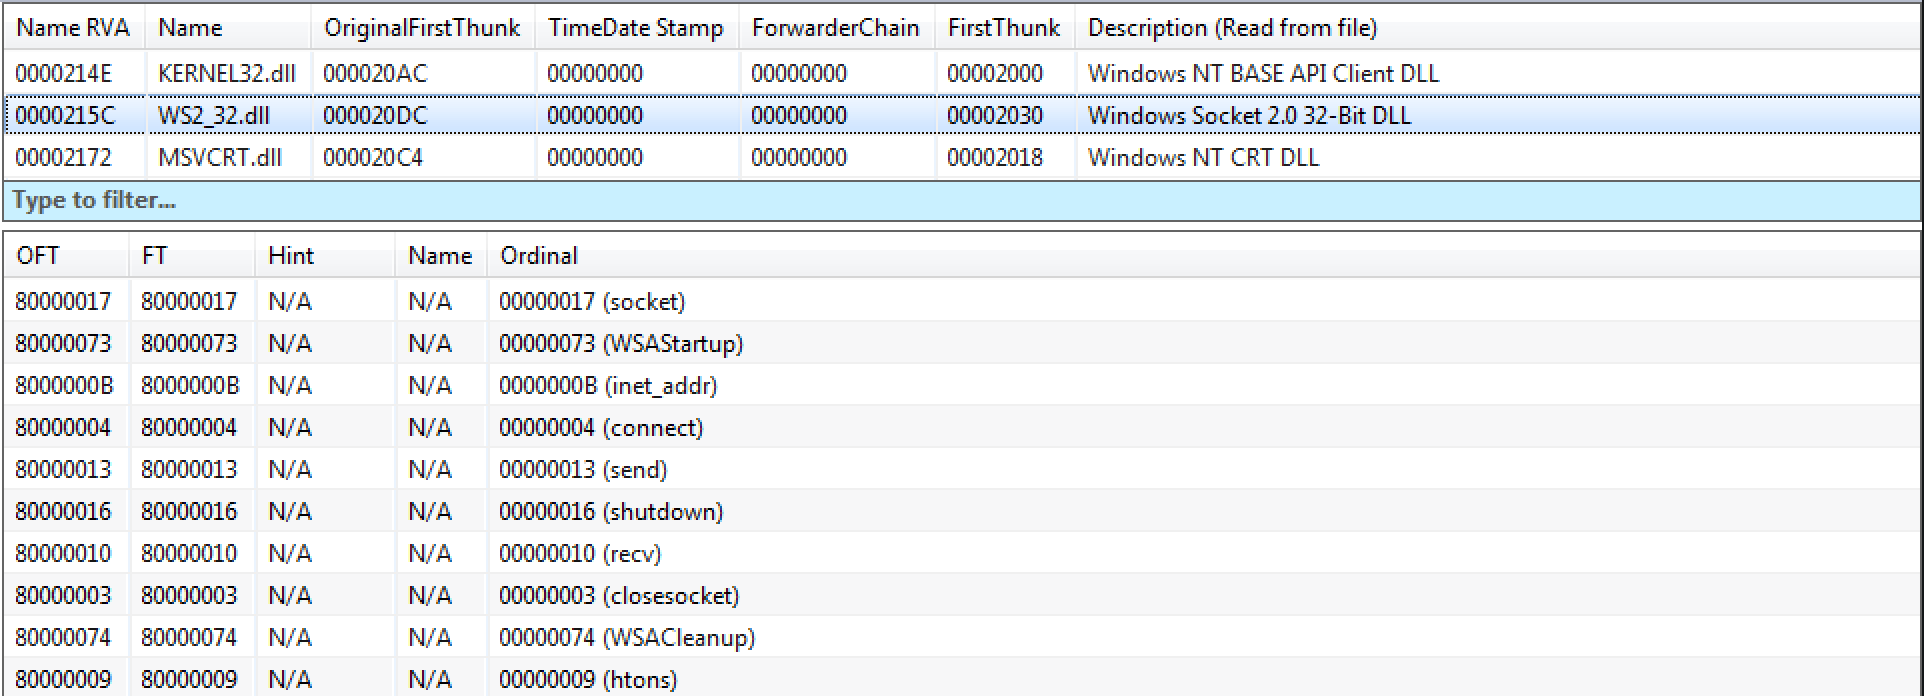 Name RVA Name OriginalFirstThunk TimeDate Stamp ForwarderChain FirstThunk Description (Read from file)
0000214E KERNEL32.dll 000020AC 00000000 00000000 00002000 Windows NT BASE API Client DLL
0000215C WS2_32.dll 000020DC 00000000 00000000 00002030 Windows Socket 2.0 32-Bit DLL
00002172 MSVCRT.dll 000020C4 00000000 00000000 00002018 Windows NT CRT DLL
Type to filter...
OFT FT Hint Name Ordinal
80000017 80000017 N/A N/A 00000017 (socket)
80000073 80000073 N/A N/A 00000073 (WSAStartup)
8000000B 8000000B N/A N/A 0000000B (inet_addr)
80000004 80000004 N/A N/A 00000004 (connect)
80000013 80000013 N/A N/A 00000013 (send)
80000016 80000016 N/A N/A 00000016 (shutdown)
80000010 80000010 N/A N/A 00000010 (recv)
80000003 80000003 N/A N/A 00000003 (closesocket)
80000074 80000074 N/A N/A 00000074 (WSACleanup)
80000009 80000009 N/A N/A 00000009 (htons)